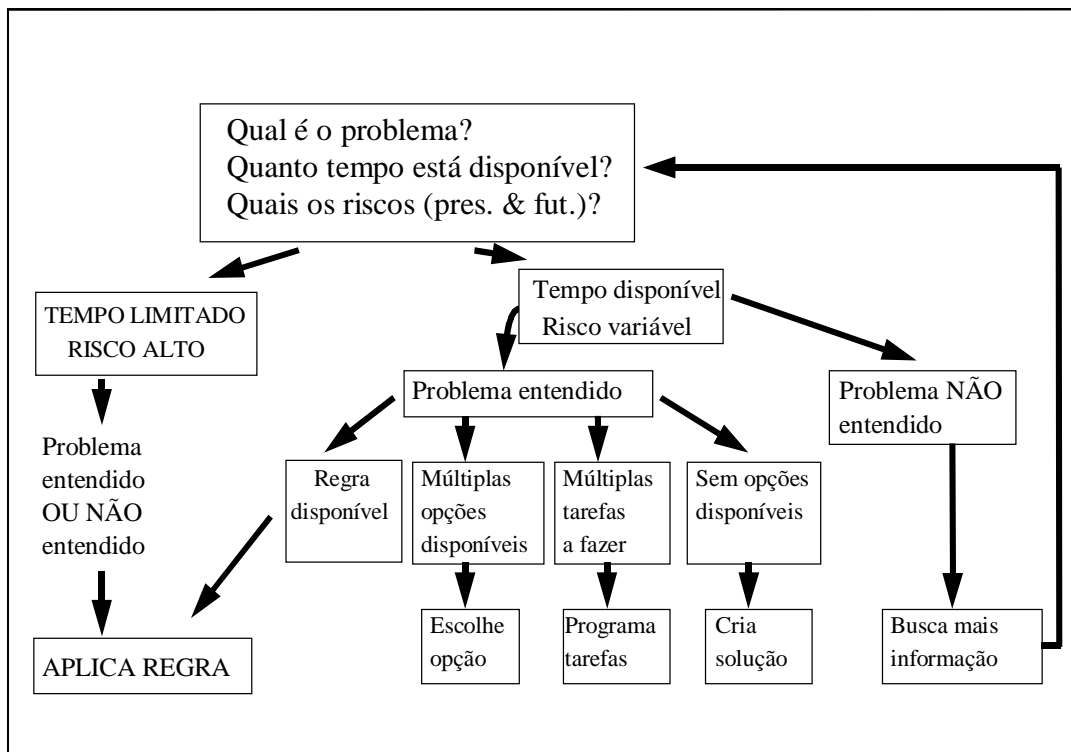 Qual é o problema?
Quanto tempo está disponível?
Quais os riscos (pres. & fut.)?
TEMPO LIMITADO
RISCO ALTO
Tempo disponível
Risco variável
Problema entendido
Problema NÃO
entendido
Problema
entendido
OU NÃO
entendido
Regra
disponível
Múltiplas
opções
disponíveis
Múltiplas
tarefas
a fazer
Sem opções
disponíveis
APLICA REGRA
Escolhe
opção
Programa
tarefas
Cria
solução
Busca mais
informação